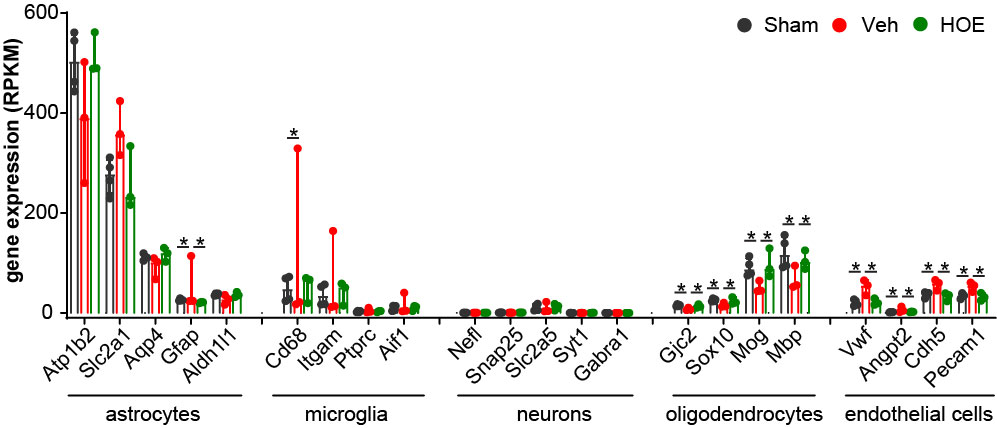 Sham Veh HOE
gene expression (RPKM)
600
400
200
0
* * * * * * * * * * * * * * * * * * *
Atp1b2 Slc2a1 Aqp4 Gfap Aldh1l1 Cd68 Itgam Ptprc Aif1 Nefl Snap25 Slc2a5 Syt1 Gabra1 Gjc2 Sox10 Mog Mbp Vwf Angpt2 Cdh5 Pecam1
astrocytes microglia neurons oligodendrocytes endothelial cells